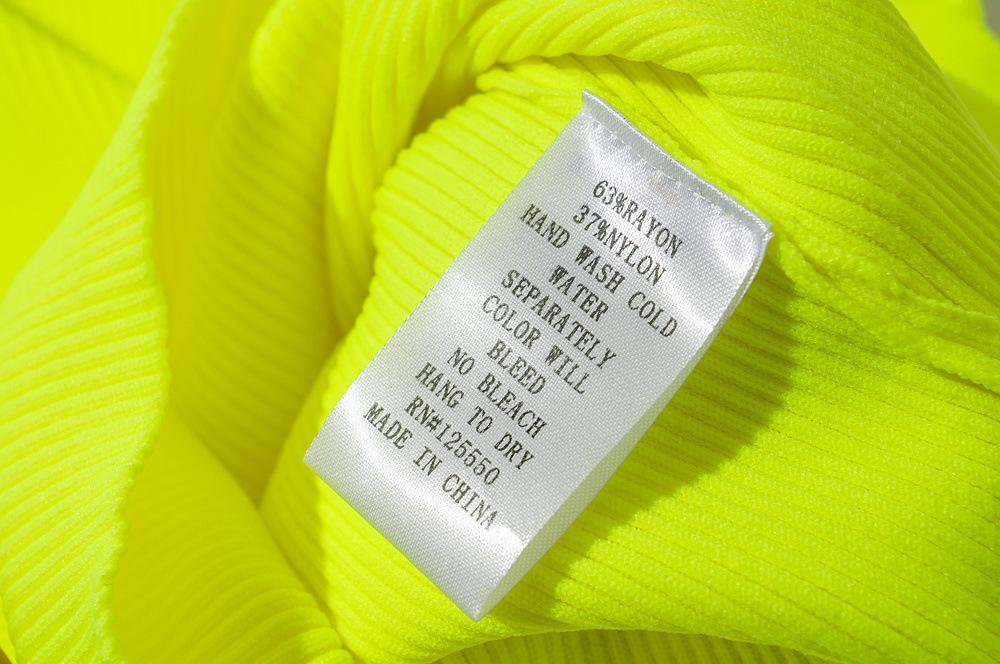 63%RAYON
37%NYLON
HAND WASH COLD
WATER
SEPARATELY
COLOR WILL
BLEED
NO BLEACH
HANG TO DRY
RN#125550
MADE IN CHINA